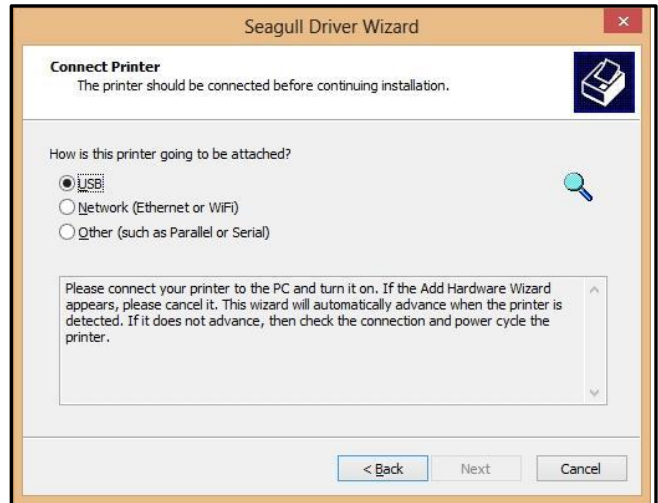 Seagull Driver Wizard
Connect Printer
The printer should be connected before continuing installation.
How is this printer going to be attached?
USB
Network (Ethernet or WiFi)
Other (such as Parallel or Serial)
Please connect your printer to the PC and turn it on. If the Add Hardware Wizard
appears, please cancel it. This wizard will automatically advance when the printer is
detected. If it does not advance, then check the connection and power cycle the
printer.
< Back Next Cancel